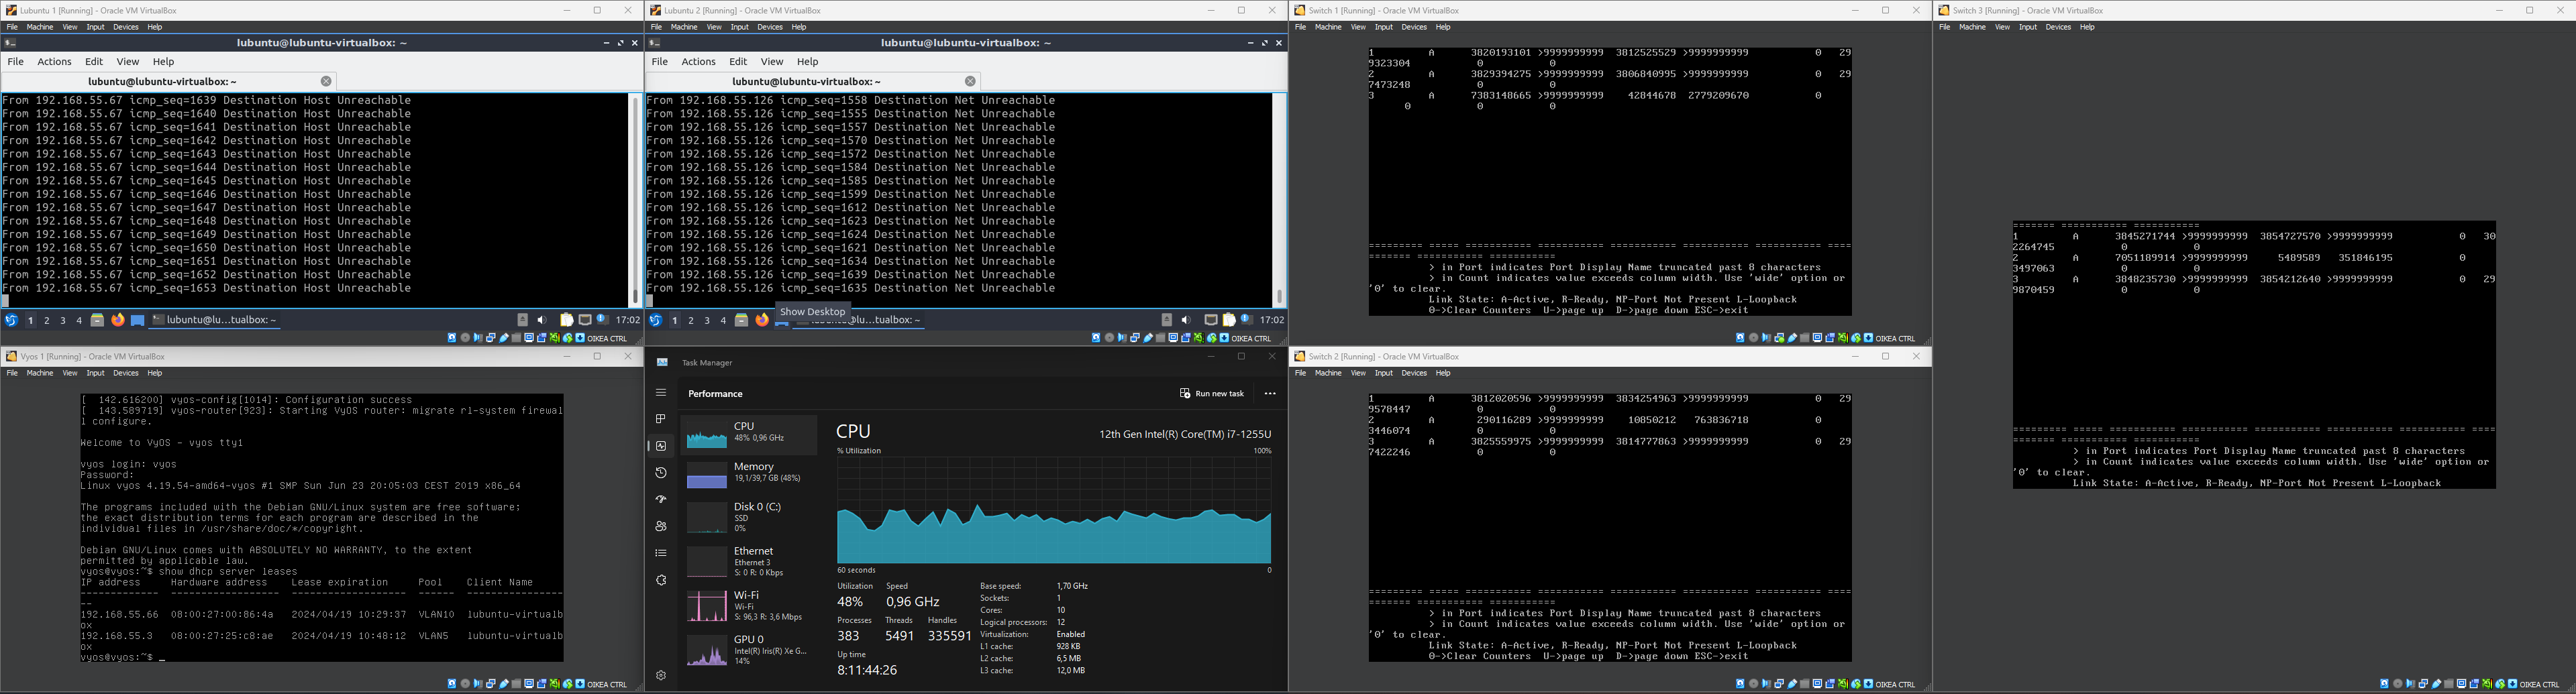 Lubuntu 1 [Running] - Oracle VM VirtualBox
File Machine View Input Devices Help
lubuntu@lubuntu-virtualbox: ~
File Actions Edit View Help
lubuntu@lubuntu-virtualbox: ~
From 192.168.55.67 icmp_seq=1639 Destination Host Unreachable
From 192.168.55.67 icmp_seq=1640 Destination Host Unreachable
From 192.168.55.67 icmp_seq=1641 Destination Host Unreachable
From 192.168.55.67 icmp_seq=1642 Destination Host Unreachable
From 192.168.55.67 icmp_seq=1643 Destination Host Unreachable
From 192.168.55.67 icmp_seq=1644 Destination Host Unreachable
From 192.168.55.67 icmp_seq=1645 Destination Host Unreachable
From 192.168.55.67 icmp_seq=1646 Destination Host Unreachable
From 192.168.55.67 icmp_seq=1647 Destination Host Unreachable
From 192.168.55.67 icmp_seq=1648 Destination Host Unreachable
From 192.168.55.67 icmp_seq=1649 Destination Host Unreachable
From 192.168.55.67 icmp_seq=1650 Destination Host Unreachable
From 192.168.55.67 icmp_seq=1651 Destination Host Unreachable
From 192.168.55.67 icmp_seq=1652 Destination Host Unreachable
From 192.168.55.67 icmp_seq=1653 Destination Host Unreachable
1 2 3 4 lubuntu@lu...tualbox: ~ 17:02
OIKEA CTRL
Lubuntu 2 [Running] - Oracle VM VirtualBox
File Machine View Input Devices Help
lubuntu@lubuntu-virtualbox: ~
File Actions Edit View Help
lubuntu@lubuntu-virtualbox: ~
From 192.168.55.126 icmp_seq=1558 Destination Net Unreachable
From 192.168.55.126 icmp_seq=1555 Destination Net Unreachable
From 192.168.55.126 icmp_seq=1557 Destination Net Unreachable
From 192.168.55.126 icmp_seq=1570 Destination Net Unreachable
From 192.168.55.126 icmp_seq=1572 Destination Net Unreachable
From 192.168.55.126 icmp_seq=1584 Destination Net Unreachable
From 192.168.55.126 icmp_seq=1585 Destination Net Unreachable
From 192.168.55.126 icmp_seq=1599 Destination Net Unreachable
From 192.168.55.126 icmp_seq=1612 Destination Net Unreachable
From 192.168.55.126 icmp_seq=1623 Destination Net Unreachable
From 192.168.55.126 icmp_seq=1624 Destination Net Unreachable
From 192.168.55.126 icmp_seq=1621 Destination Net Unreachable
From 192.168.55.126 icmp_seq=1634 Destination Net Unreachable
From 192.168.55.126 icmp_seq=1639 Destination Net Unreachable
From 192.168.55.126 icmp_seq=1635 Destination Net Unreachable
Show Desktop
1 2 3 4 tualbox: ~ 17:02
OIKEA CTRL
Switch 1 [Running] - Oracle VM VirtualBox
File Machine View Input Devices Help
1 A 3820193101 >9999999999 3812525529 >9999999999 0 29
9323304 0 0
2 A 3829394275 >9999999999 3806840995 >9999999999 0 29
7473248 0 0
3 A 7383148665 >9999999999 42844678 2779209670 0
0 0 0
========= ===== =========== =========== =========== =========== =========== ====
======= =========== ===========
> in Port indicates Port Display Name truncated past 8 characters
> in Count indicates value exceeds column width. Use 'wide' option or
'0' to clear.
Link State: A-Active, R-Ready, NP-Port Not Present L-Loopback
0->Clear Counters U->page up D->page down ESC->exit
OIKEA CTRL
Switch 3 [Running] - Oracle VM VirtualBox
File Machine View Input Devices Help
======= =========== ===========
1 A 3845271744 >9999999999 3854727570 >9999999999 0 30
2264745 0 0
2 A 7051189914 >9999999999 5489589 351846195 0
3497063 0 0
3 A 3848235730 >9999999999 3854212640 >9999999999 0 29
9870459 0 0
========= ===== =========== =========== =========== =========== =========== ====
======= =========== ===========
> in Port indicates Port Display Name truncated past 8 characters
> in Count indicates value exceeds column width. Use 'wide' option or
'0' to clear.
Link State: A-Active, R-Ready, NP-Port Not Present L-Loopback
OIKEA CTRL
Vyos 1 [Running] - Oracle VM VirtualBox
File Machine View Input Devices Help
[ 142.616200] vyos-config[1014]: Configuration success
[ 143.589719] vyos-router[923]: Starting VyOS router: migrate rl-system firewal
l configure.
Welcome to VyOS - vyos tty1
vyos login: vyos
Password:
Linux vyos 4.19.54-amd64-vyos #1 SMP Sun Jun 23 20:05:03 CEST 2019 x86_64
The programs included with the Debian GNU/Linux system are free software;
the exact distribution terms for each program are described in the
individual files in /usr/share/doc/*/copyright.
Debian GNU/Linux comes with ABSOLUTELY NO WARRANTY, to the extent
permitted by applicable law.
vyos@vyos:~$ show dhcp server leases
IP address Hardware address Lease expiration Pool Client Name
------------- ------------------ ------------------- ------ ---------------
--
192.168.55.66 08:00:27:00:86:4a 2024/04/19 10:29:37 VLAN10 lubuntu-virtualb
ox
192.168.55.3 08:00:27:25:c8:ae 2024/04/19 10:48:12 VLAN5 lubuntu-virtualb
ox
vyos@vyos:~$ _
OIKEA CTRL
Task Manager
Performance
Run new task
CPU
48% 0,96 GHz
Memory
19,1/39,7 GB (48%)
Disk 0 (C:)
SSD
0%
Ethernet
Ethernet 3
S: 0 R: 0 Kbps
Wi-Fi
Wi-Fi
S: 96,3 R: 3,6 Mbps
GPU 0
Intel(R) Iris(R) Xe G...
14%
CPU
12th Gen Intel(R) Core(TM) i7-1255U
% Utilization 100%
60 seconds 0
Utilization Speed
48% 0,96 GHz
Processes Threads Handles
383 5491 335591
Up time
8:11:44:26
Base speed: 1,70 GHz
Sockets: 1
Cores: 10
Logical processors: 12
Virtualization: Enabled
L1 cache: 928 KB
L2 cache: 6,5 MB
L3 cache: 12,0 MB
Switch 2 [Running] - Oracle VM VirtualBox
File Machine View Input Devices Help
1 A 3812020596 >9999999999 3834254963 >9999999999 0 29
9578447 0 0
2 A 290116289 >9999999999 10850212 763836718 0
3446074 0 0
3 A 3825559975 >9999999999 3814777863 >9999999999 0 29
7422246 0 0
========= ===== =========== =========== =========== =========== =========== ====
======= =========== ===========
> in Port indicates Port Display Name truncated past 8 characters
> in Count indicates value exceeds column width. Use 'wide' option or
'0' to clear.
Link State: A-Active, R-Ready, NP-Port Not Present L-Loopback
0->Clear Counters U->page up D->page down ESC->exit
OIKEA CTRL